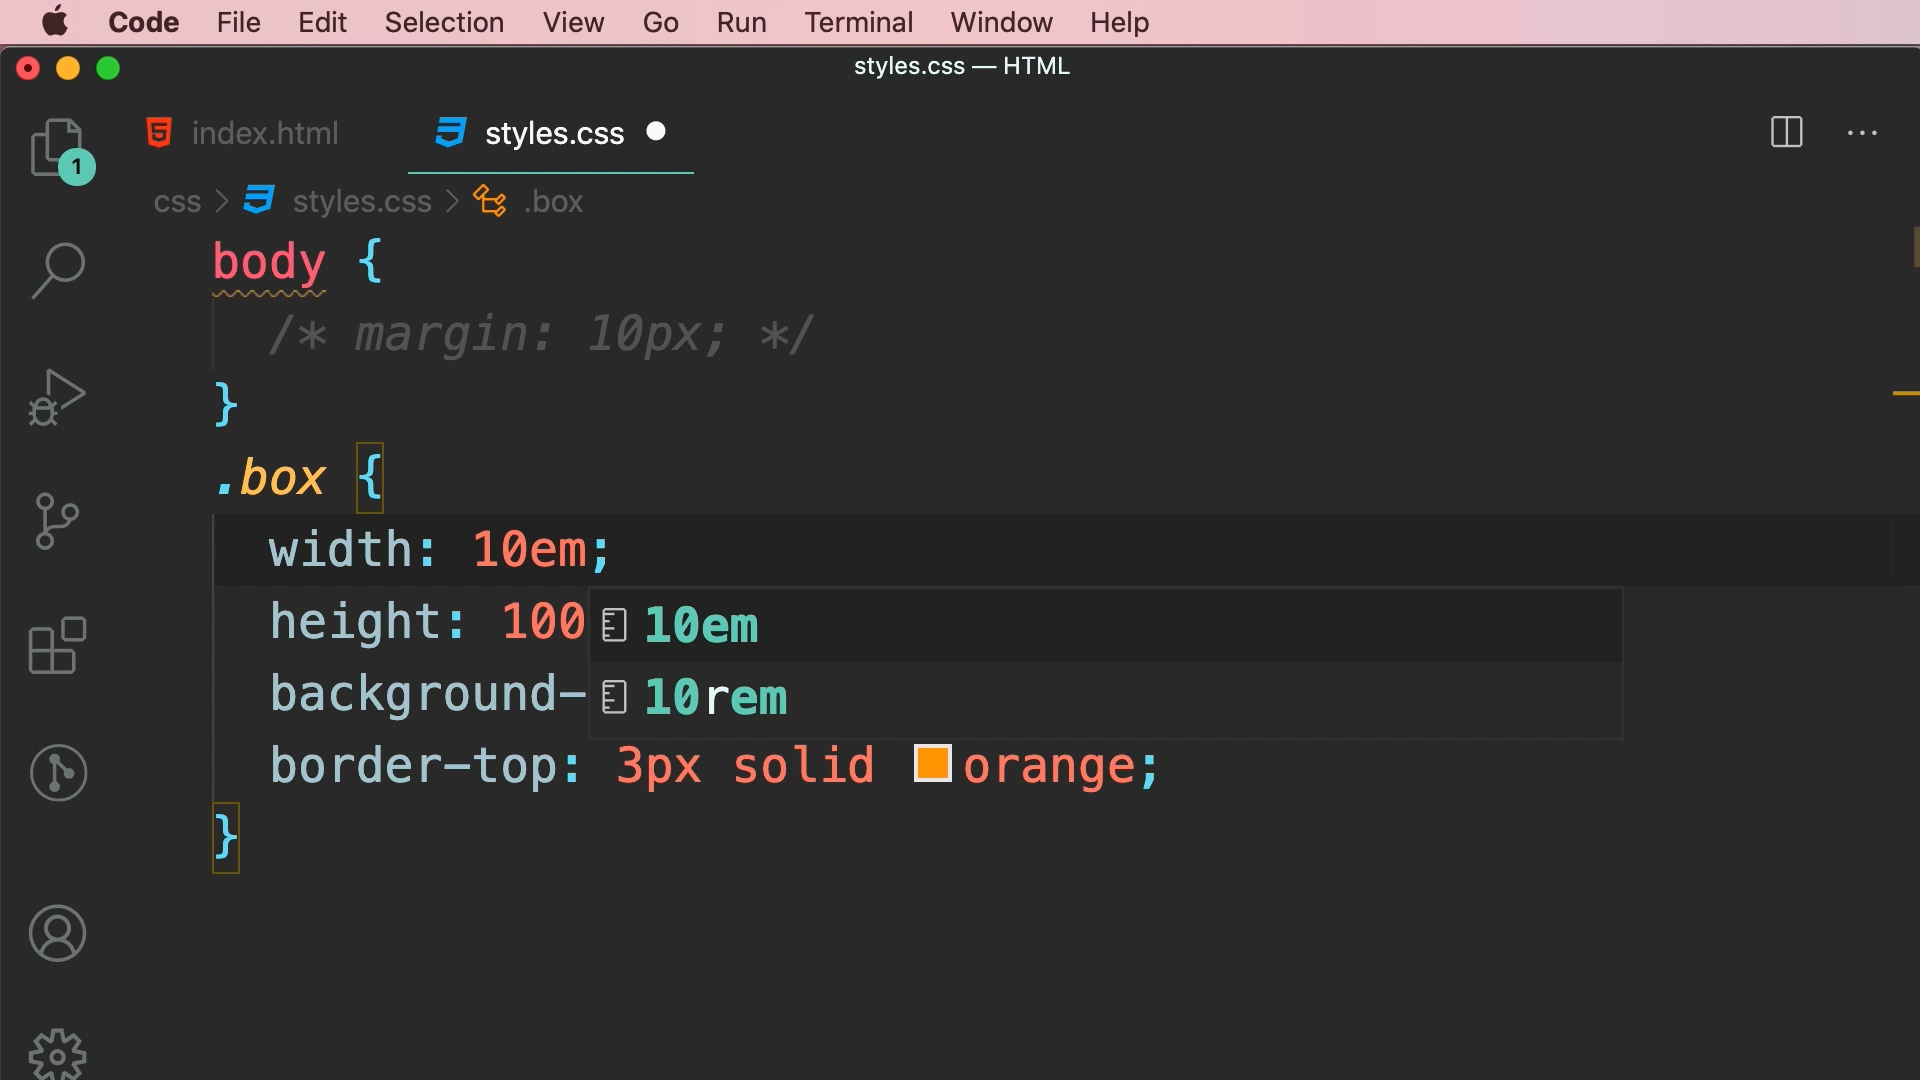 Code File Edit Selection View Go Run Terminal Window Help
styles.css — HTML
index.html styles.css
1
css > styles.css > .box
body {
/* margin: 10px; */
}
.box {
width: 10em;
height: 100
10em
background-
10rem
border-top: 3px solid orange;
}